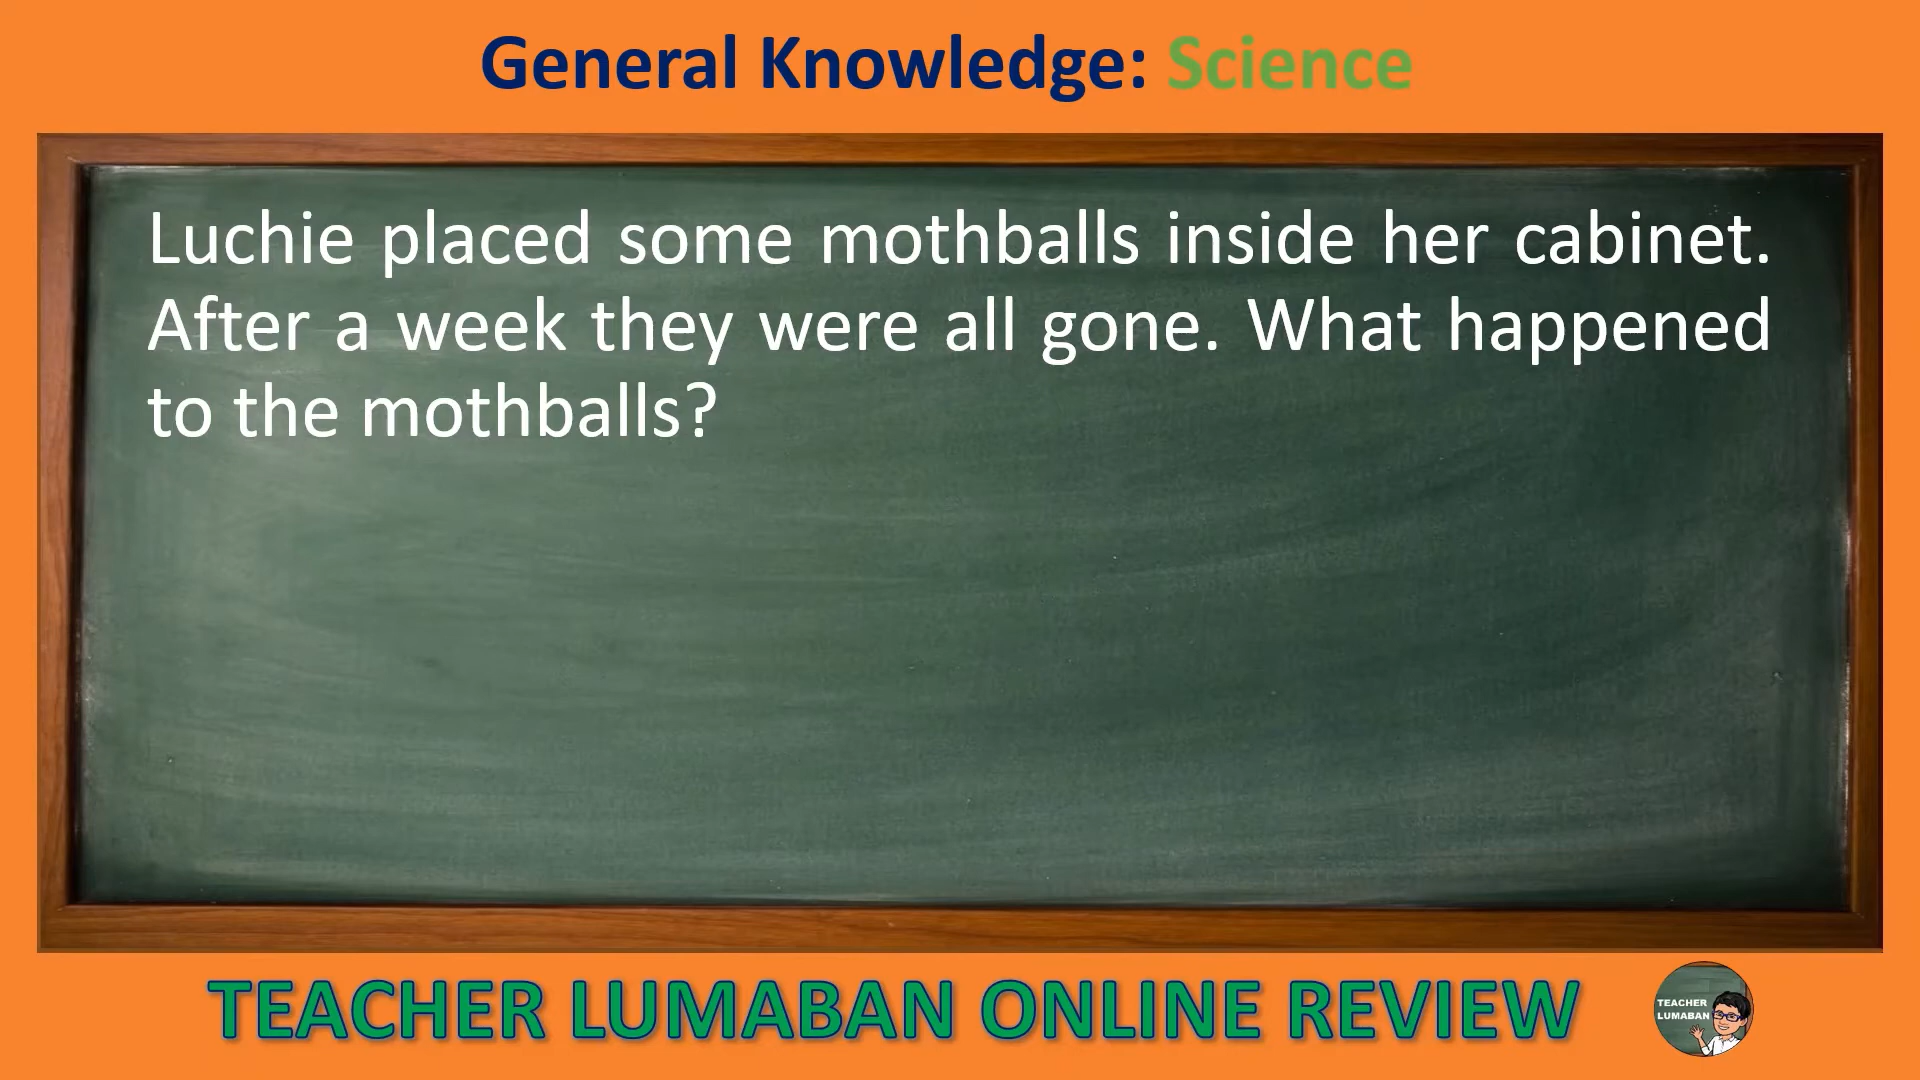 General Knowledge: Science
Luchie placed some mothballs inside her cabinet.
After a week they were all gone. What happened
to the mothballs?
TEACHER LUMABAN ONLINE REVIEW
TEACHER
LUMABAN